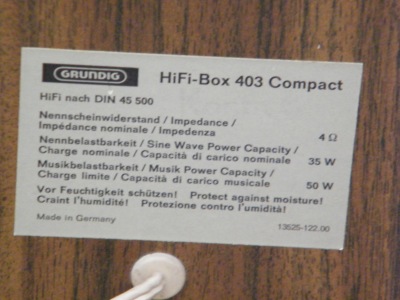 GRUNDIG HiFi-Box 403 Compact
HiFi nach DIN 45 500
Nennscheinwiderstand / Impedance /
Impédance nominale / Impedenza 4 Ω
Nennbelastbarkeit / Sine Wave Power Capacity /
Charge nominale / Capacità di carico nominale 35 W
Musikbelastbarkeit / Musik Power Capacity /
Charge limite / Capacità di carico musicale 50 W
Vor Feuchtigkeit schützen! Protect against moisture!
Craint l'humidité! Protezione contro l'umidità!
Made in Germany 13525-122.00